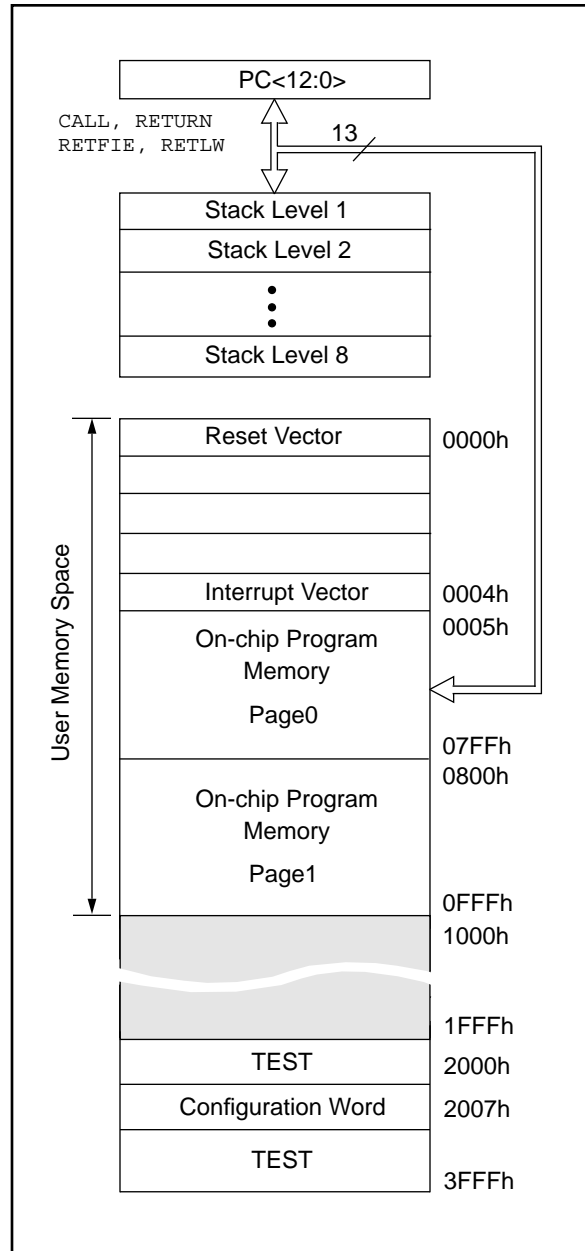 PC<12:0>
CALL, RETURN
RETFIE, RETLW
13
Stack Level 1
Stack Level 2
Stack Level 8
Reset Vector
0000h
User Memory Space
Interrupt Vector
0004h
0005h
On-chip Program
Memory
Page0
07FFh
0800h
On-chip Program
Memory
Page1
0FFFh
1000h
1FFFh
TEST
2000h
Configuration Word
2007h
TEST
3FFFh